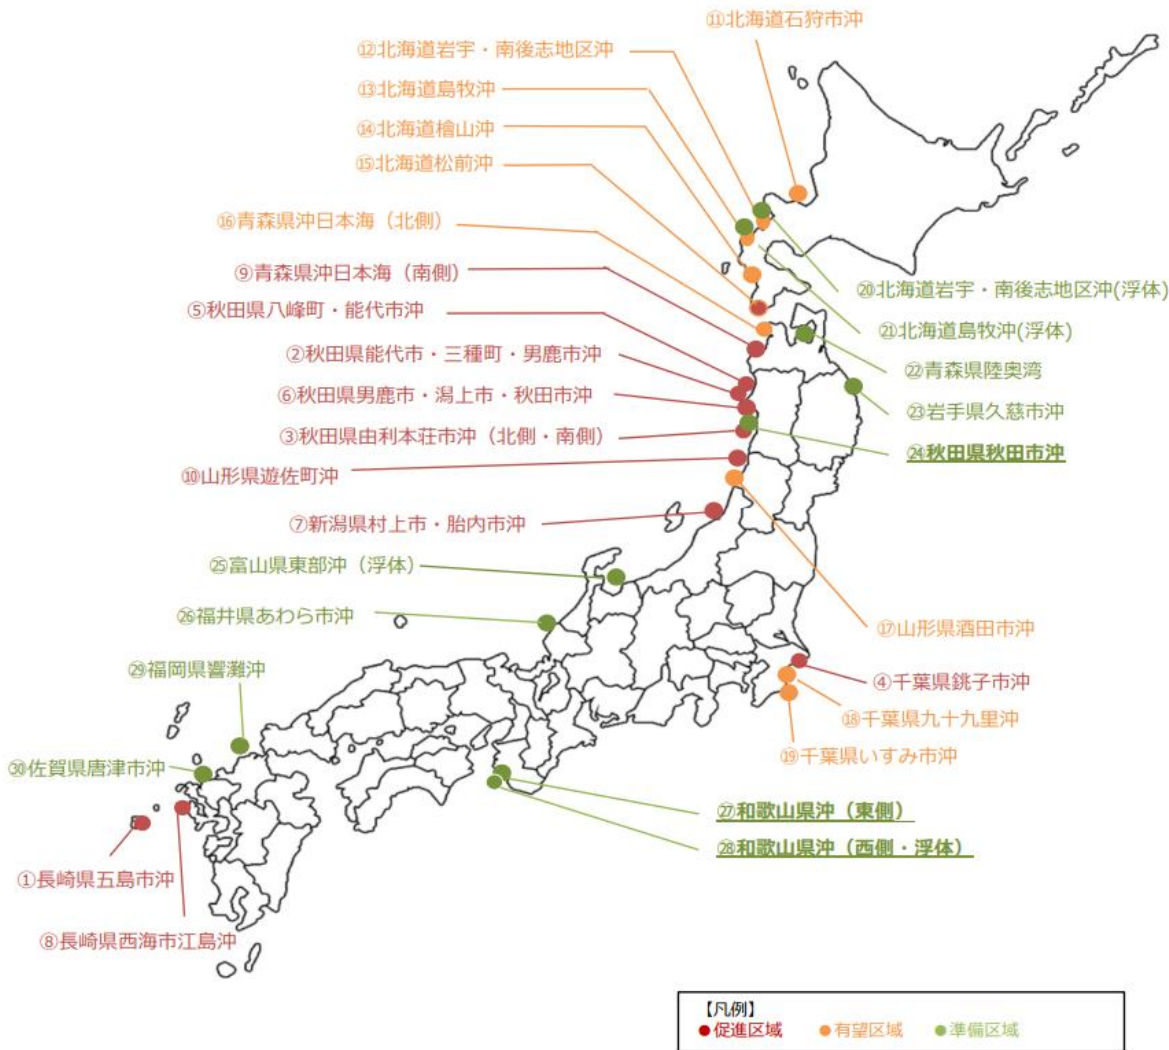 ⑪北海道石狩市沖
⑫北海道岩宇・南後志地区沖
⑬北海道島牧沖
⑭北海道檜山沖
⑮北海道松前沖
⑯青森県沖日本海（北側）
⑨青森県沖日本海（南側）
⑤秋田県八峰町・能代市沖
②秋田県能代市・三種町・男鹿市沖
⑥秋田県男鹿市・潟上市・秋田市沖
③秋田県由利本荘市沖（北側・南側）
⑩山形県遊佐町沖
⑦新潟県村上市・胎内市沖
⑳北海道岩宇・南後志地区沖(浮体)
㉑北海道島牧沖(浮体)
㉒青森県陸奥湾
㉓岩手県久慈市沖
㉔秋田県秋田市沖
㉕富山県東部沖（浮体）
㉖福井県あわら市沖
⑰山形県酒田市沖
㉙福岡県響灘沖
④千葉県銚子市沖
⑱千葉県九十九里沖
⑲千葉県いすみ市沖
㉚佐賀県唐津市沖
㉗和歌山県沖（東側）
㉘和歌山県沖（西側・浮体）
①長崎県五島市沖
⑧長崎県西海市江島沖
【凡例】
●促進区域 ●有望区域 ●準備区域